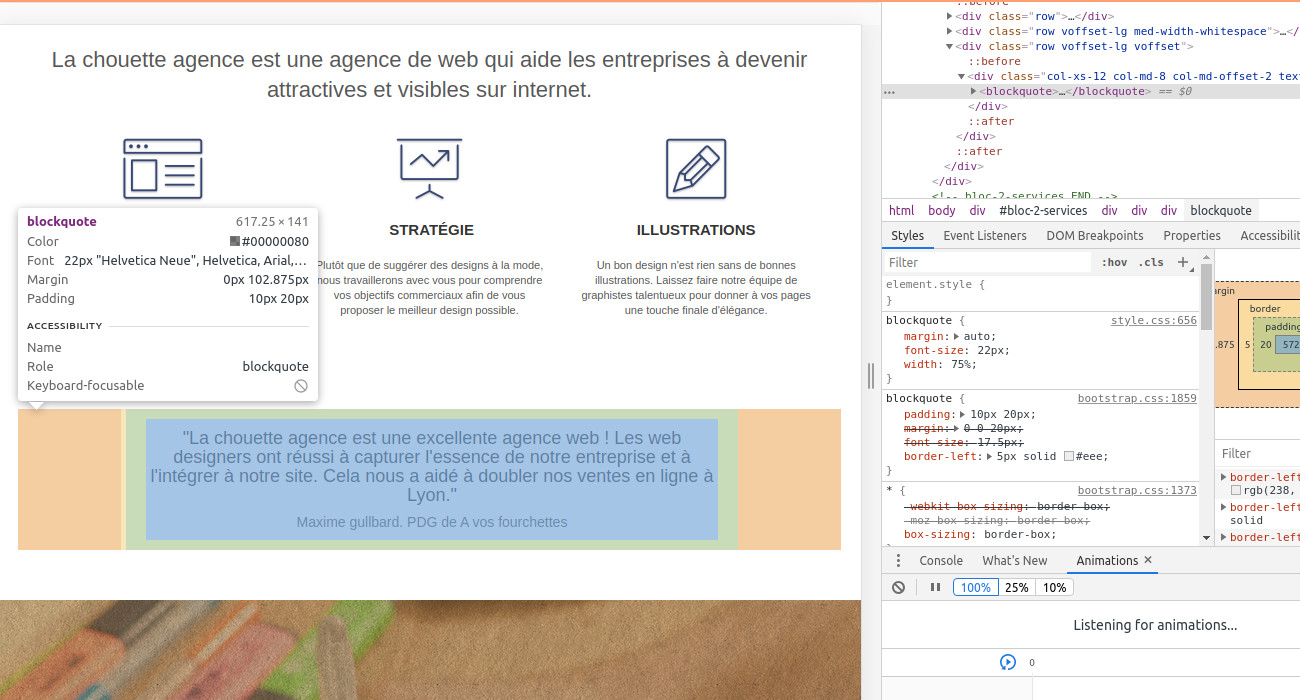 La chouette agence est une agence de web qui aide les entreprises à devenir
attractives et visibles sur internet.
blockquote 617.25 × 141
Color #00000080
Font 22px "Helvetica Neue", Helvetica, Arial,…
Margin 0px 102.875px
Padding 10px 20px
ACCESSIBILITY
Name
Role blockquote
Keyboard-focusable
STRATÉGIE
Plutôt que de suggérer des designs à la mode,
nous travaillerons avec vous pour comprendre
vos objectifs commerciaux afin de vous
proposer le meilleur design possible.
ILLUSTRATIONS
Un bon design n'est rien sans de bonnes
illustrations. Laissez faire notre équipe de
graphistes talentueux pour donner à vos pages
une touche finale d'élégance.
"La chouette agence est une excellente agence web ! Les web
designers ont réussi à capturer l'essence de notre entreprise et à
l'intégrer à notre site. Cela nous a aidé à doubler nos ventes en ligne à
Lyon."
Maxime gullbard. PDG de A vos fourchettes
::before
<div class="row">…</div>
<div class="row voffset-lg med-width-whitespace">…</
<div class="row voffset-lg voffset">
::before
<div class="col-xs-12 col-md-8 col-md-offset-2 tex
… <blockquote>…</blockquote> == $0
</div>
::after
</div>
::after
</div>
</div>
<!-- bloc-2-services END -->
html body div #bloc-2-services div div div blockquote
Styles Event Listeners DOM Breakpoints Properties Accessibilit
Filter :hov .cls +
element.style {
}
blockquote { style.css:656
margin: auto;
font-size: 22px;
width: 75%;
}
blockquote { bootstrap.css:1859
padding: 10px 20px;
margin: 0 0 20px;
font-size: 17.5px;
border-left: 5px solid #eee;
}
* { bootstrap.css:1373
-webkit-box-sizing: border-box;
-moz-box-sizing: border-box;
box-sizing: border-box;
}
rgin
border
padding
.875 5 20 572
Filter
border-left
rgb(238,
border-left
solid
border-left
Console What's New Animations ×
100% 25% 10%
Listening for animations...
0